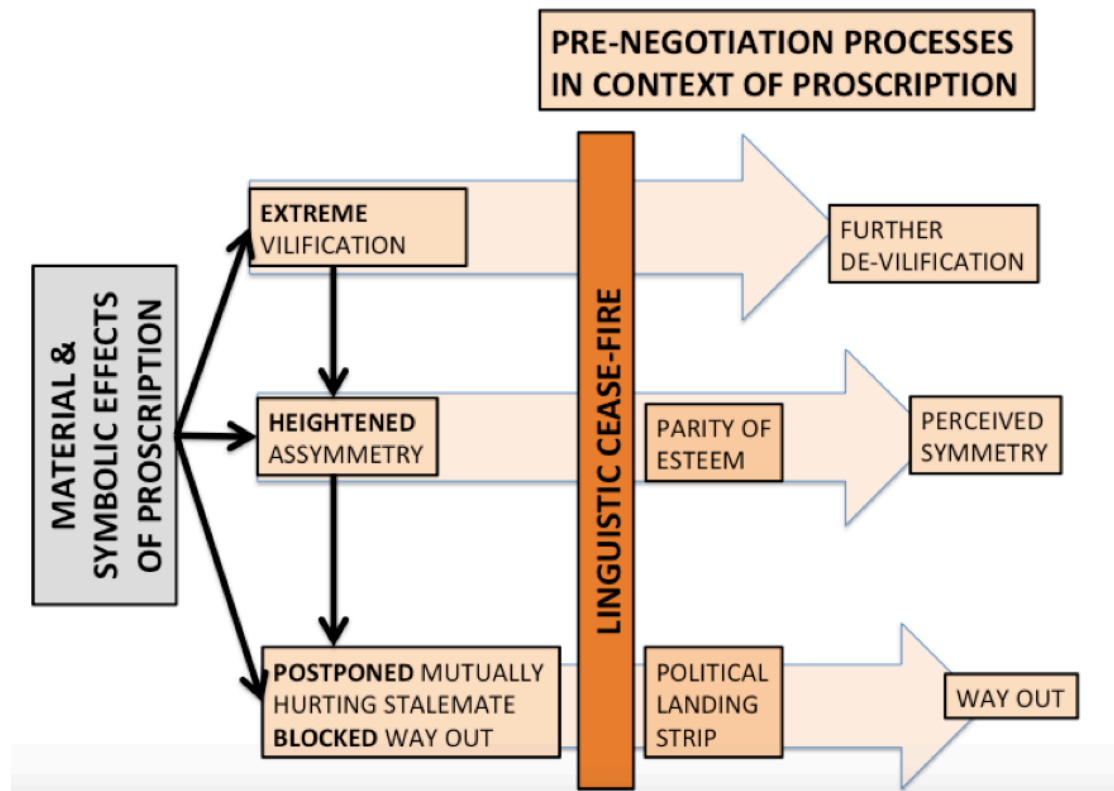 PRE-NEGOTIATION PROCESSES
IN CONTEXT OF PROSCRIPTION
MATERIAL &
SYMBOLIC EFFECTS
OF PROSCRIPTION
EXTREME
VILIFICATION
HEIGHTENED
ASSYMMETRY
POSTPONED MUTUALLY
HURTING STALEMATE
BLOCKED WAY OUT
LINGUISTIC CEASE-FIRE
FURTHER
DE-VILIFICATION
PARITY OF
ESTEEM
PERCEIVED
SYMMETRY
POLITICAL
LANDING
STRIP
WAY OUT